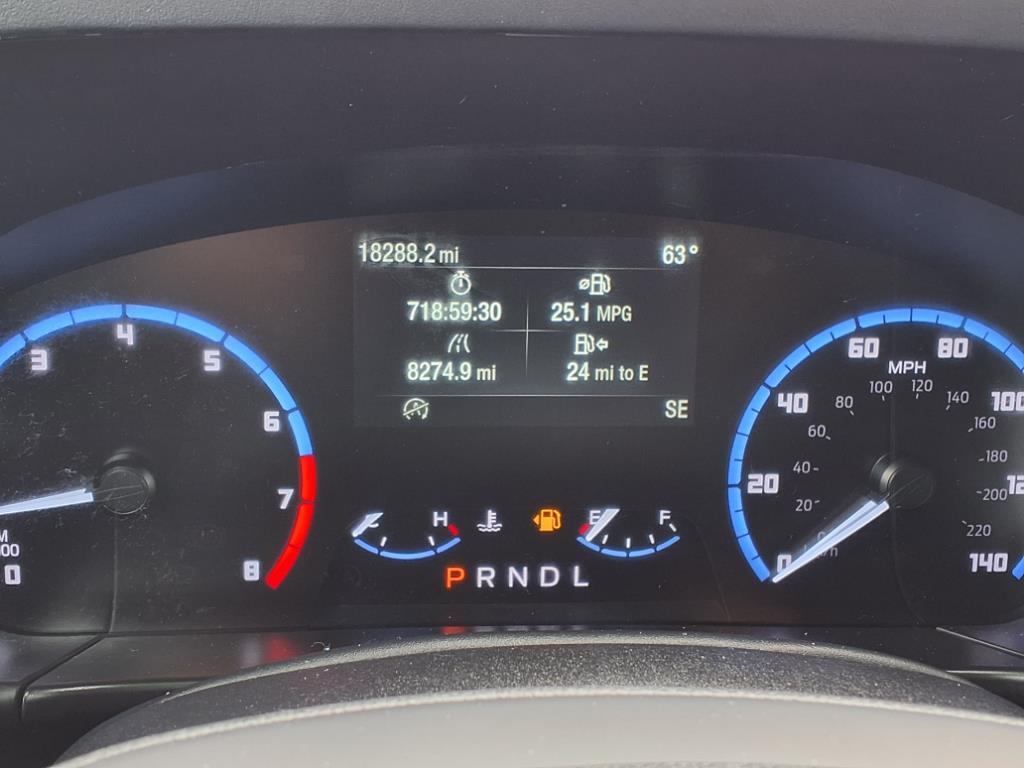 18288.2 mi 63°
718:59:30 25.1 MPG
8274.9 mi 24 mi to E
SE
3 4 5 6 7 8
0
H E F
P R N D L
MPH
0 20 40 60 80 100 140
20 40 60 80 100 120 140 160 180 200 220